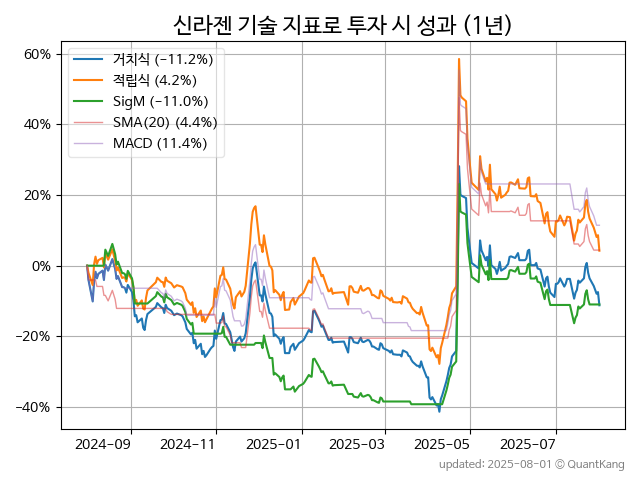 신라젠 기술 지표로 투자 시 성과 (1년)
60%
40%
20%
0%
−20%
−40%
거치식 (−11.2%)
적립식 (4.2%)
SigM (−11.0%)
SMA(20) (4.4%)
MACD (11.4%)
2024-09
2024-11
2025-01
2025-03
2025-05
2025-07
updated: 2025-08-01 © QuantKang